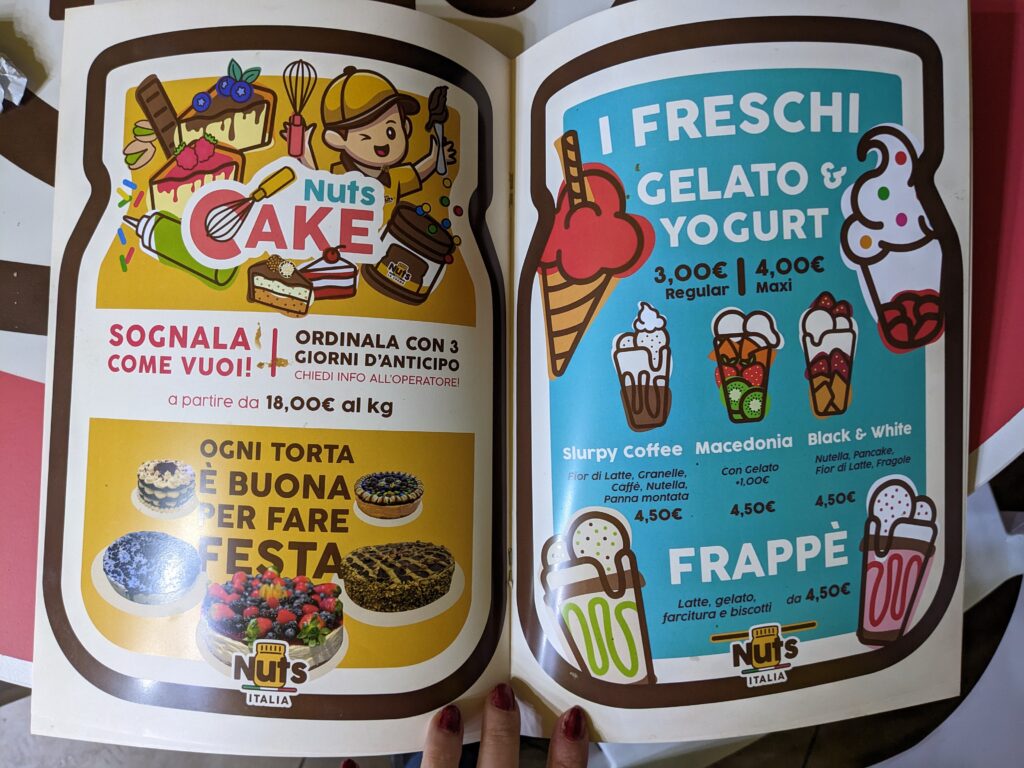 Nuts
CAKE
Nuts
SOGNALA
COME VUOI!
ORDINALA CON 3
GIORNI D'ANTICIPO
CHIEDI INFO ALL'OPERATORE!
a partire da 18,00€ al kg
OGNI TORTA
È BUONA
PER FARE
FESTA
Nuts
ITALIA
I FRESCHI
GELATO &
YOGURT
3,00€ | 4,00€
Regular Maxi
Slurpy Coffee
Fior di Latte, Granelle,
Caffè, Nutella,
Panna montata
4,50€
Macedonia
Con Gelato
+1,00€
4,50€
Black & White
Nutella, Pancake,
Fior di Latte, Fragole
4,50€
FRAPPÈ
Latte, gelato,
farcitura e biscotti
da 4,50€
Nuts
ITALIA